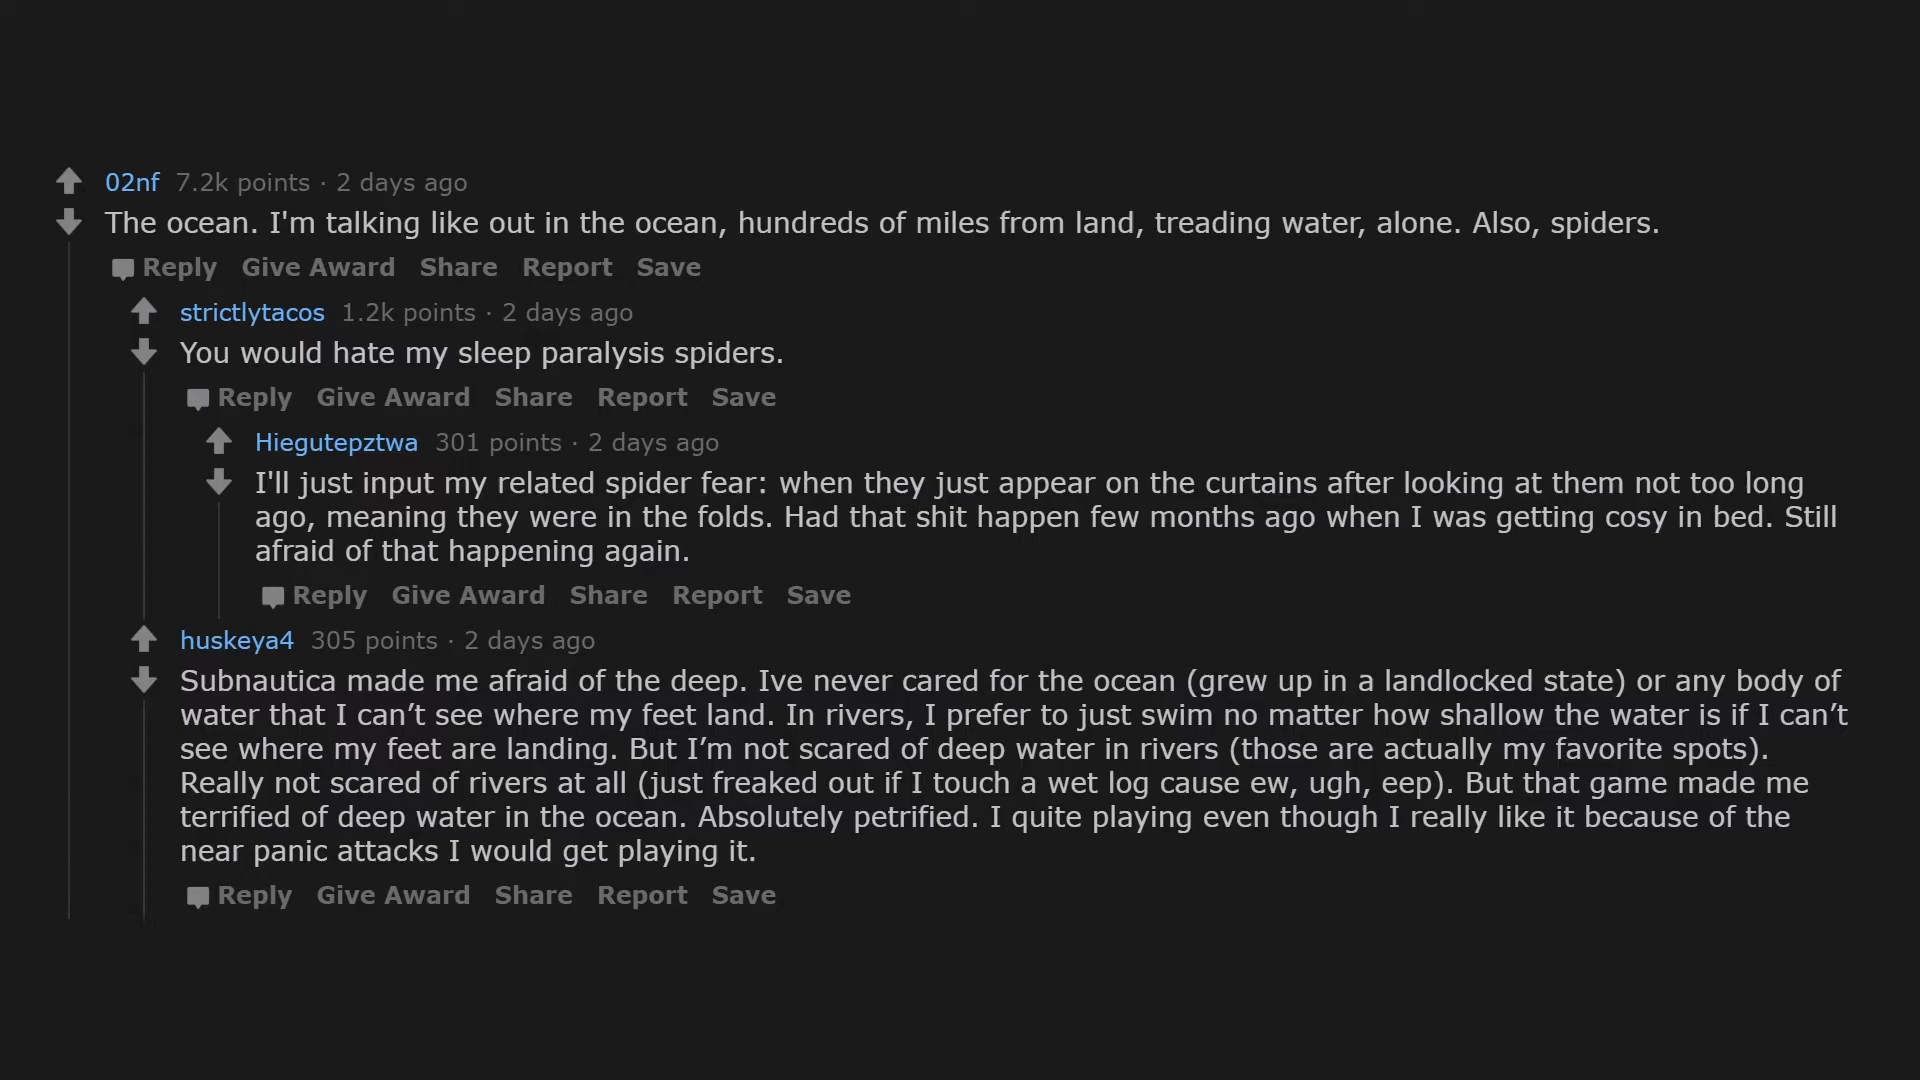 02nf 7.2k points · 2 days ago
The ocean. I'm talking like out in the ocean, hundreds of miles from land, treading water, alone. Also, spiders.
Reply Give Award Share Report Save
strictlytacos 1.2k points · 2 days ago
You would hate my sleep paralysis spiders.
Reply Give Award Share Report Save
Hiegutepztwa 301 points · 2 days ago
I'll just input my related spider fear: when they just appear on the curtains after looking at them not too long
ago, meaning they were in the folds. Had that shit happen few months ago when I was getting cosy in bed. Still
afraid of that happening again.
Reply Give Award Share Report Save
huskeya4 305 points · 2 days ago
Subnautica made me afraid of the deep. Ive never cared for the ocean (grew up in a landlocked state) or any body of
water that I can’t see where my feet land. In rivers, I prefer to just swim no matter how shallow the water is if I can’t
see where my feet are landing. But I’m not scared of deep water in rivers (those are actually my favorite spots).
Really not scared of rivers at all (just freaked out if I touch a wet log cause ew, ugh, eep). But that game made me
terrified of deep water in the ocean. Absolutely petrified. I quite playing even though I really like it because of the
near panic attacks I would get playing it.
Reply Give Award Share Report Save